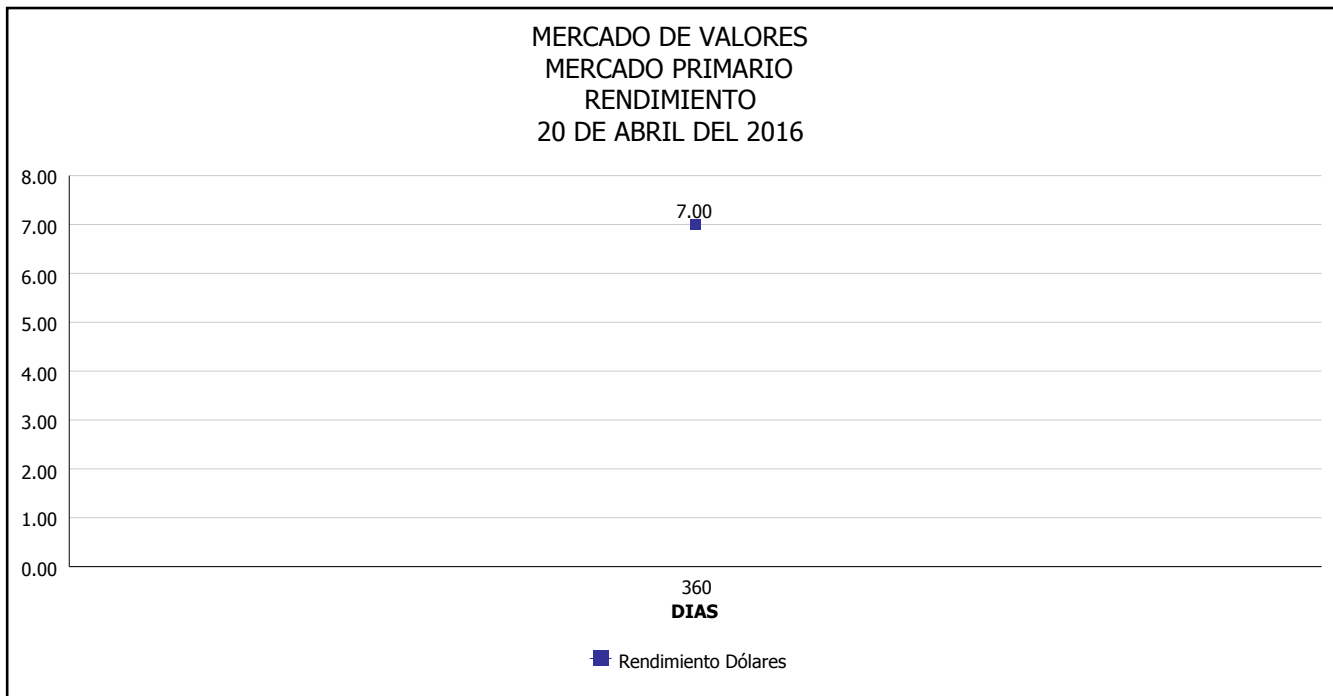 MERCADO DE VALORES
MERCADO PRIMARIO
RENDIMIENTO
20 DE ABRIL DEL 2016
8.00
7.00
7.00
6.00
5.00
4.00
3.00
2.00
1.00
0.00
360
DIAS
Rendimiento Dólares